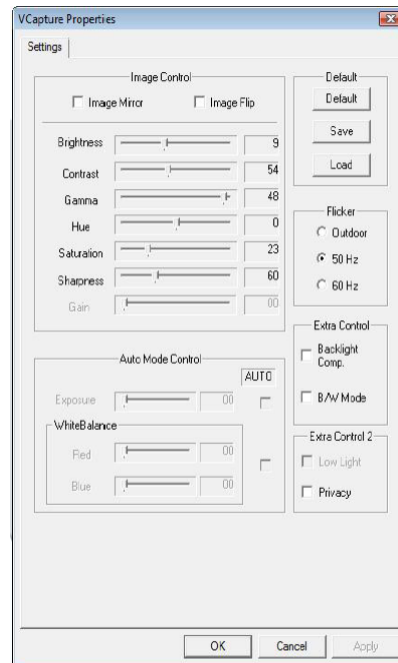 VCapture Properties
Settings
Image Control
Image Mirror
Image Flip
Brightness 9
Contrast 54
Gamma 48
Hue 0
Saturation 23
Sharpness 60
Gain 00
Auto Mode Control
AUTO
Exposure 00
WhiteBalance
Red 00
Blue 00
Default
Default
Save
Load
Flicker
Outdoor
50 Hz
60 Hz
Extra Control
Backlight
Comp.
B/W Mode
Extra Control 2
Low Light
Privacy
OK
Cancel
Apply